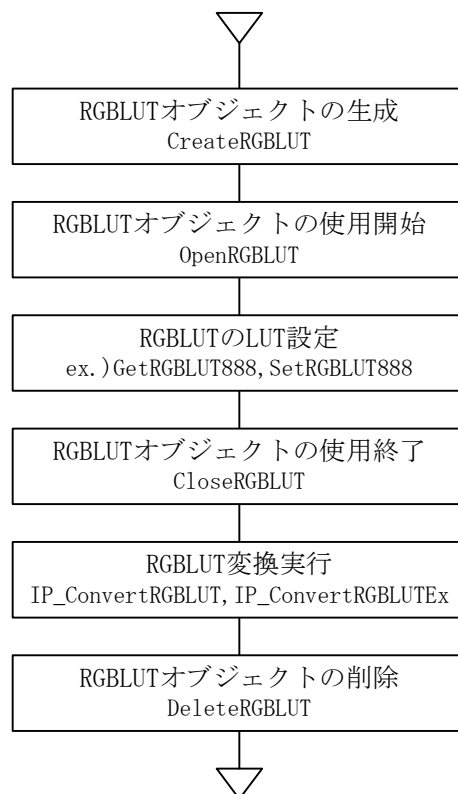 RGBLUTオブジェクトの生成
CreateRGBLUT
RGBLUTオブジェクトの使用開始
OpenRGBLUT
RGBLUTのLUT設定
ex.)GetRGBLUT888,SetRGBLUT888
RGBLUTオブジェクトの使用終了
CloseRGBLUT
RGBLUT変換実行
IP_ConvertRGBLUT,IP_ConvertRGBLUTEx
RGBLUTオブジェクトの削除
DeleteRGBLUT